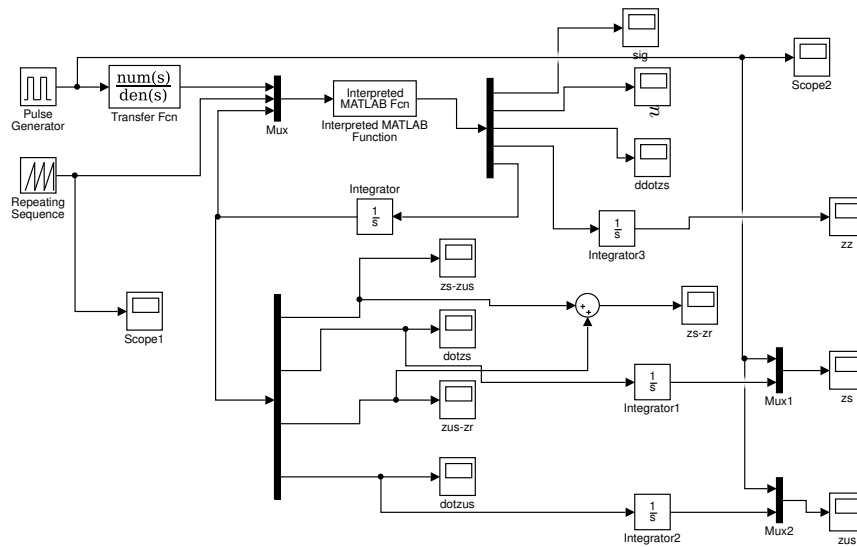 sig
Scope2
Pulse
Generator
num(s)
den(s)
Transfer Fcn
Mux
Interpreted
MATLAB Fcn
Interpreted MATLAB
Function
u
ddotzs
Repeating
Sequence
Integrator
1
s
1
s
Integrator3
zz
zs-zus
Scope1
dotzs
+
+
zs-zr
1
s
Integrator1
Mux1
zs
zus-zr
dotzus
1
s
Integrator2
Mux2
zus